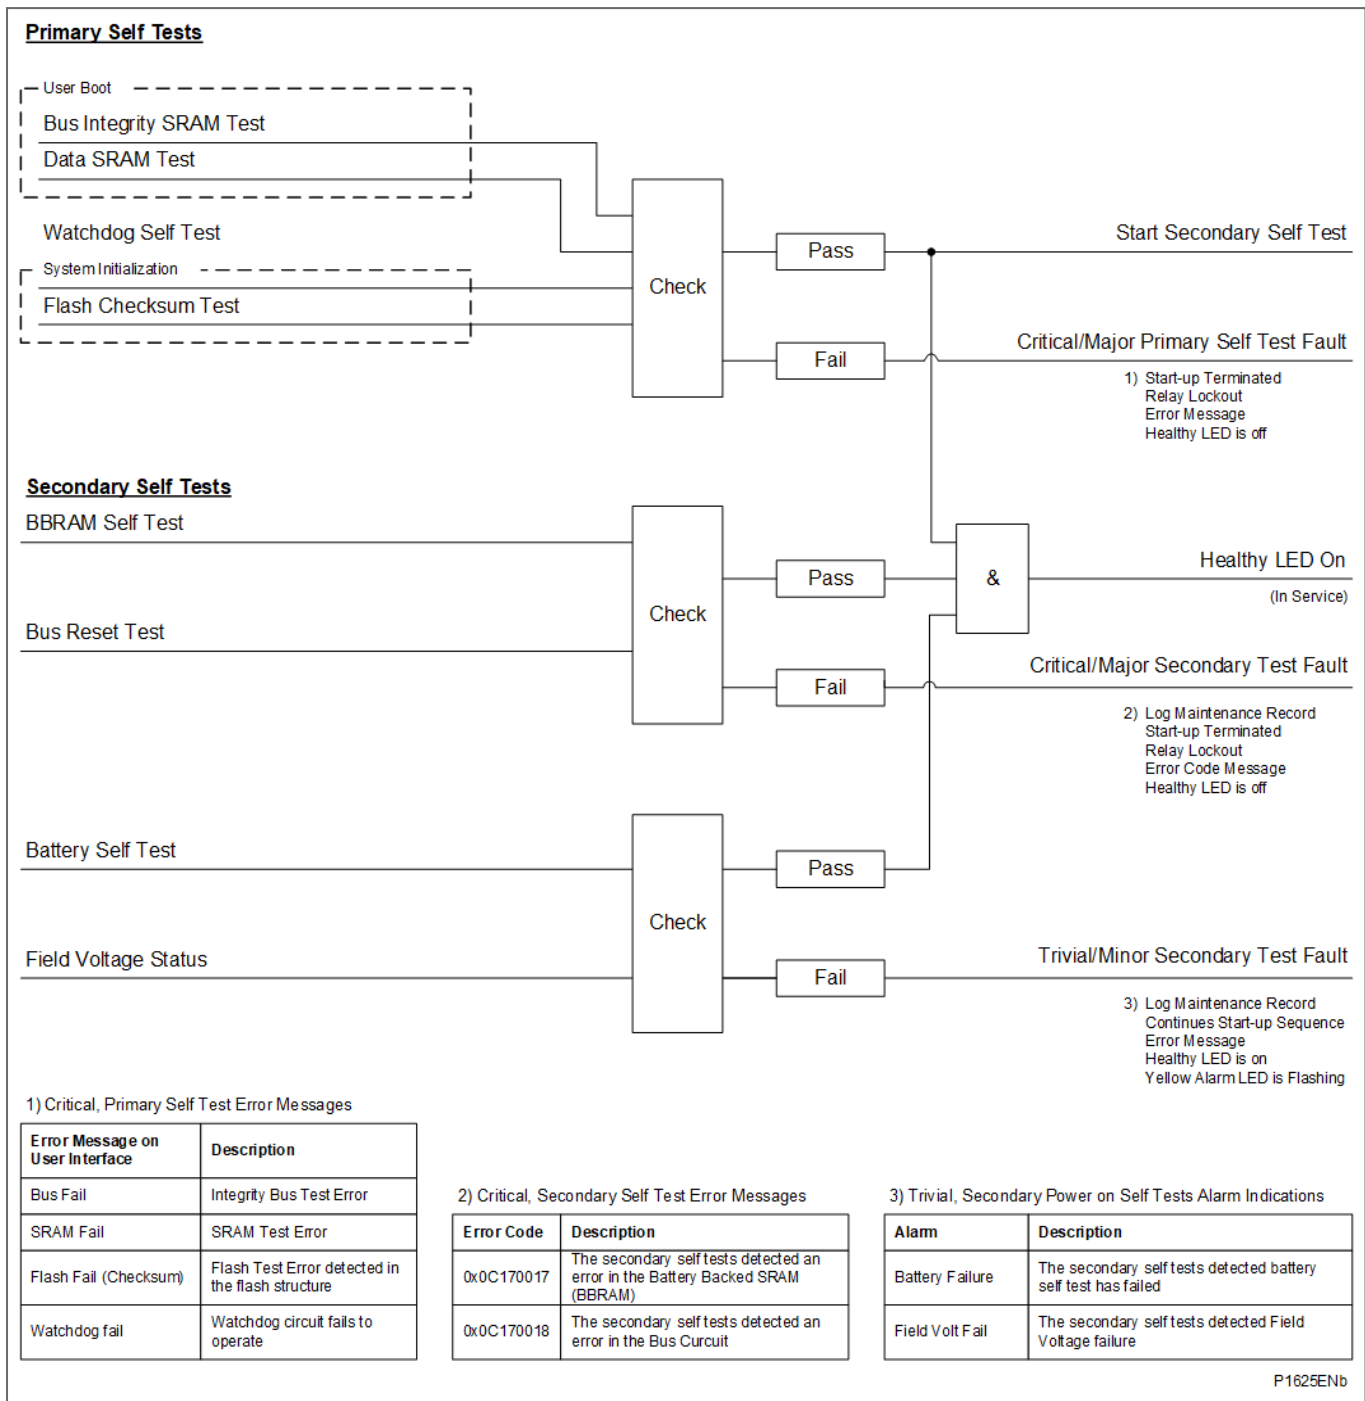 Primary Self Tests
User Boot
Bus Integrity SRAM Test
Data SRAM Test
Watchdog Self Test
System Initialization
Flash Checksum Test
Check
Pass
Start Secondary Self Test
Fail
Critical/Major Primary Self Test Fault
1) Start-up Terminated
Relay Lockout
Error Message
Healthy LED is off
Secondary Self Tests
BBRAM Self Test
Bus Reset Test
Check
Pass
&
Healthy LED On
(In Service)
Fail
Critical/Major Secondary Test Fault
2) Log Maintenance Record
Start-up Terminated
Relay Lockout
Error Code Message
Healthy LED is off
Battery Self Test
Field Voltage Status
Check
Pass
Fail
Trivial/Minor Secondary Test Fault
3) Log Maintenance Record
Continues Start-up Sequence
Error Message
Healthy LED is on
Yellow Alarm LED is Flashing
1) Critical, Primary Self Test Error Messages
Error Message on
User Interface
Description
Bus Fail
Integrity Bus Test Error
SRAM Fail
SRAM Test Error
Flash Fail (Checksum)
Flash Test Error detected in
the flash structure
Watchdog fail
Watchdog circuit fails to
operate
2) Critical, Secondary Self Test Error Messages
Error Code
Description
0x0C170017
The secondary self tests detected an
error in the Battery Backed SRAM
(BBRAM)
0x0C170018
The secondary self tests detected an
error in the Bus Curcuit
3) Trivial, Secondary Power on Self Tests Alarm Indications
Alarm
Description
Battery Failure
The secondary self tests detected battery
self test has failed
Field Volt Fail
The secondary self tests detected Field
Voltage failure
P1625ENb